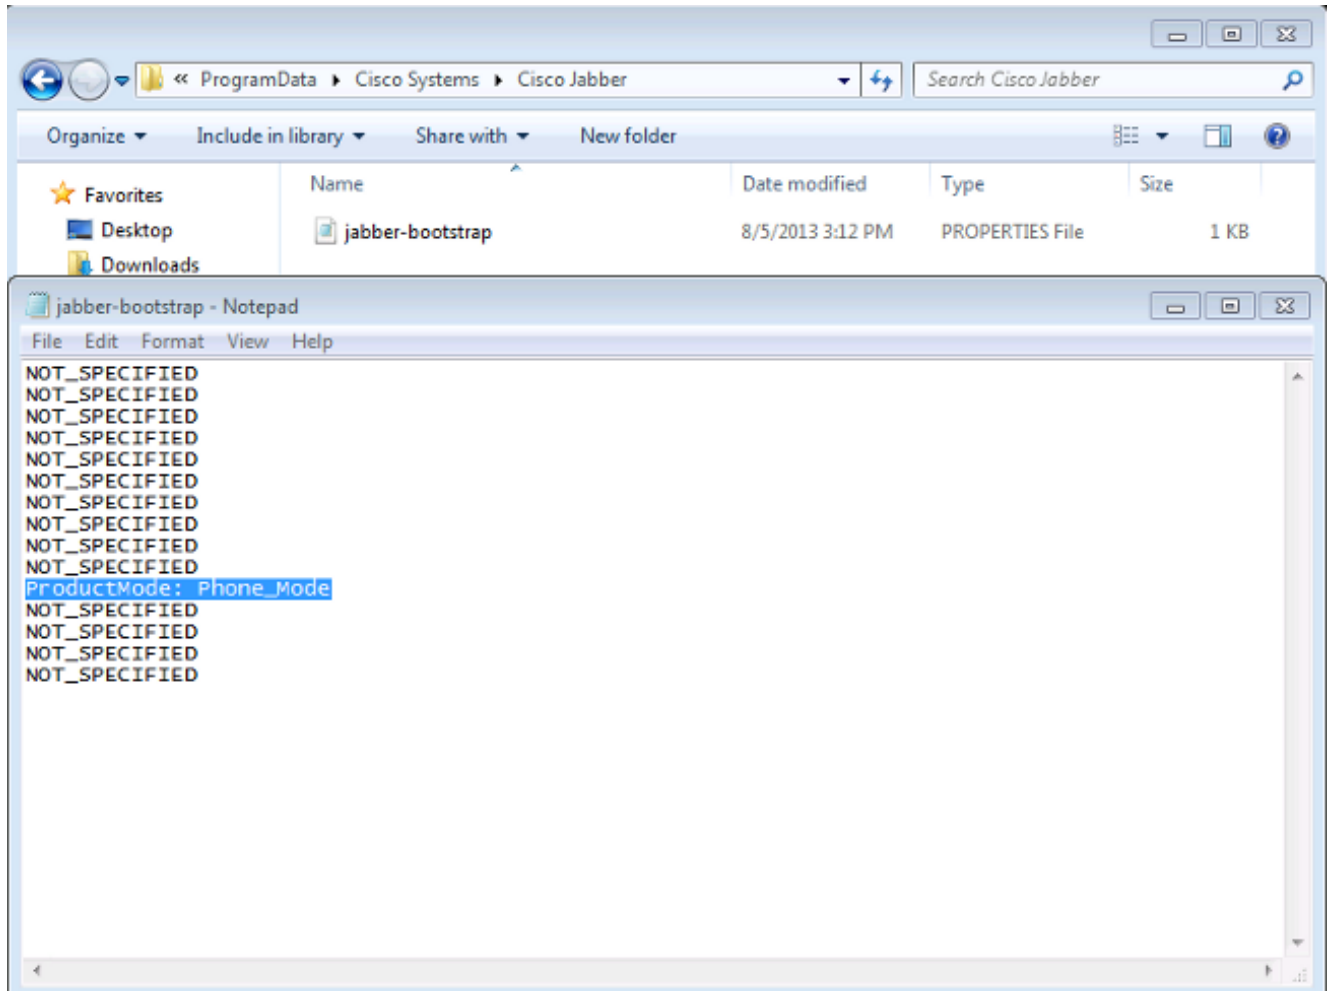 « ProgramData ▸ Cisco Systems ▸ Cisco Jabber
Search Cisco Jabber
Organize Include in library Share with New folder
Favorites
Desktop
Downloads
Name Date modified Type Size
jabber-bootstrap 8/5/2013 3:12 PM PROPERTIES File 1 KB
jabber-bootstrap - Notepad
File Edit Format View Help
NOT_SPECIFIED
NOT_SPECIFIED
NOT_SPECIFIED
NOT_SPECIFIED
NOT_SPECIFIED
NOT_SPECIFIED
NOT_SPECIFIED
NOT_SPECIFIED
NOT_SPECIFIED
NOT_SPECIFIED
ProductMode: Phone_Mode
NOT_SPECIFIED
NOT_SPECIFIED
NOT_SPECIFIED
NOT_SPECIFIED